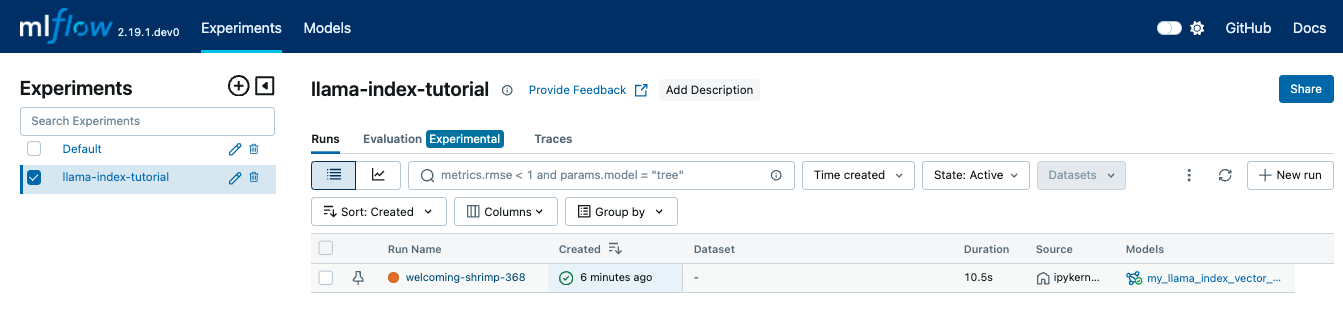 mlflow 2.19.1.dev0 Experiments Models GitHub Docs
Experiments
Search Experiments
Default
llama-index-tutorial
llama-index-tutorial Provide Feedback Add Description Share
Runs Evaluation Experimental Traces
metrics.rmse < 1 and params.model = "tree" Time created State: Active Datasets New run
Sort: Created Columns Group by
Run Name Created Dataset Duration Source Models
welcoming-shrimp-368 6 minutes ago - 10.5s ipykern... my_llama_index_vector_...